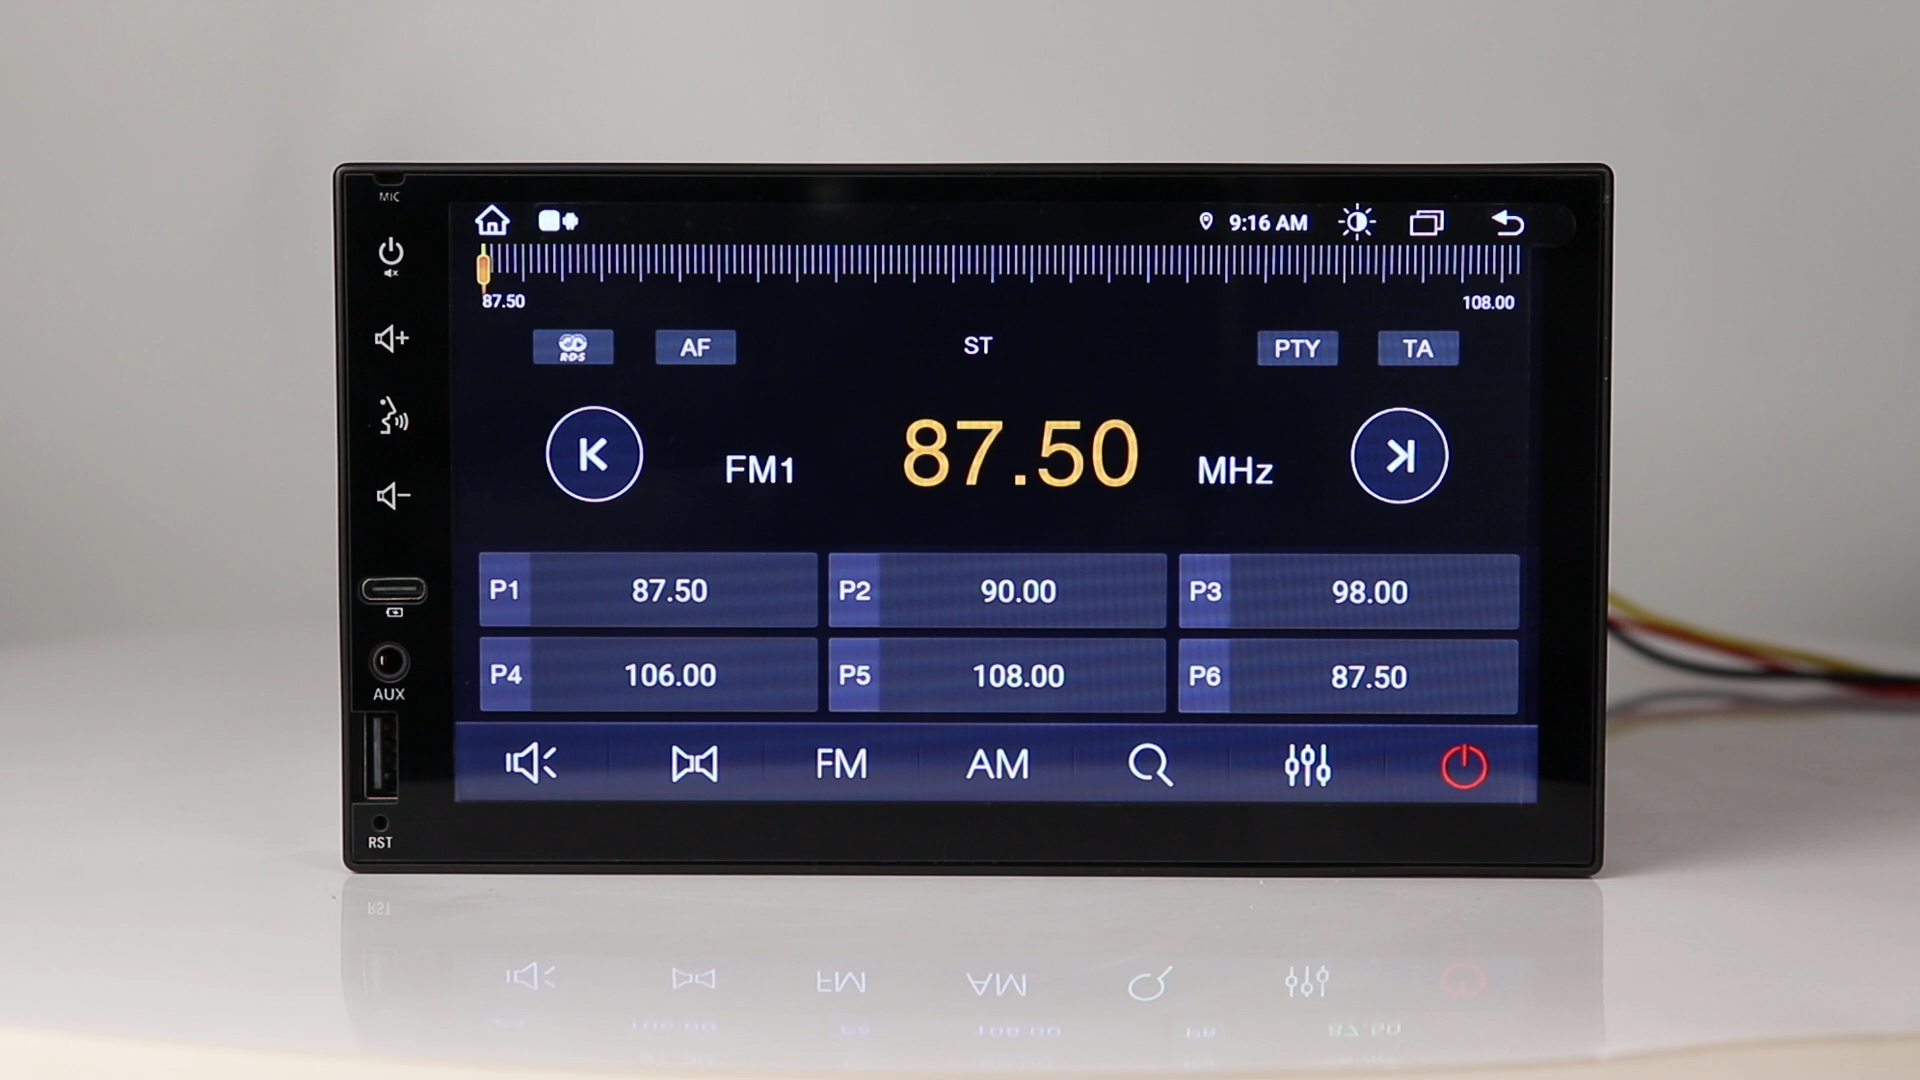 MIC
9:16 AM
87.50
108.00
R·D·S
AF
ST
PTY
TA
FM1
87.50
MHz
P1
87.50
P2
90.00
P3
98.00
P4
106.00
P5
108.00
P6
87.50
FM
AM
AUX
RST